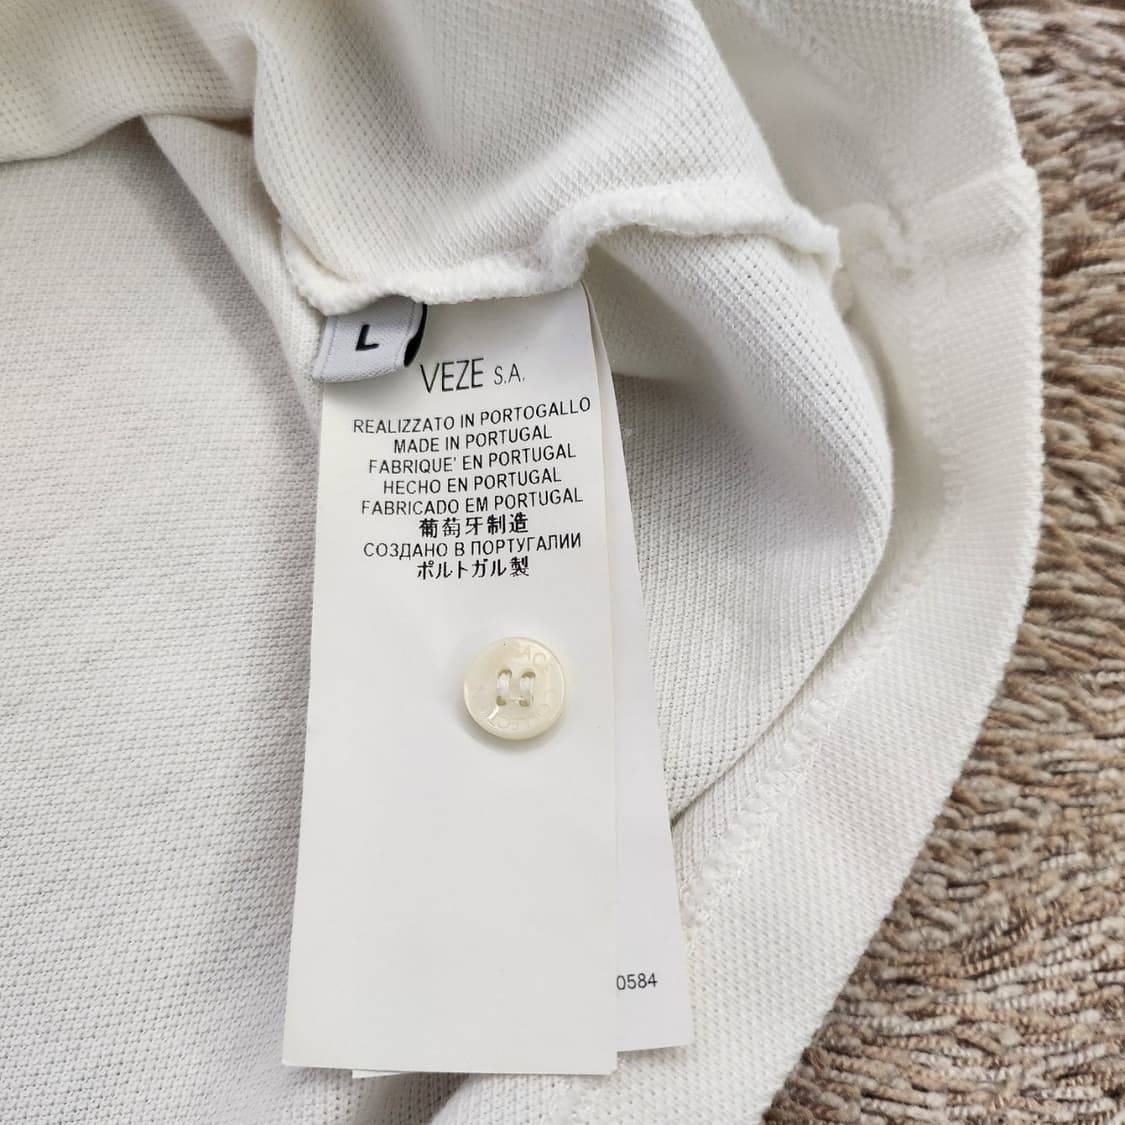 L
VEZE S.A.
REALIZZATO IN PORTOGALLO
MADE IN PORTUGAL
FABRIQUE' EN PORTUGAL
HECHO EN PORTUGAL
FABRICADO EM PORTUGAL
葡萄牙制造
СОЗДАНО В ПОРТУГАЛИИ
ポルトガル製
0584